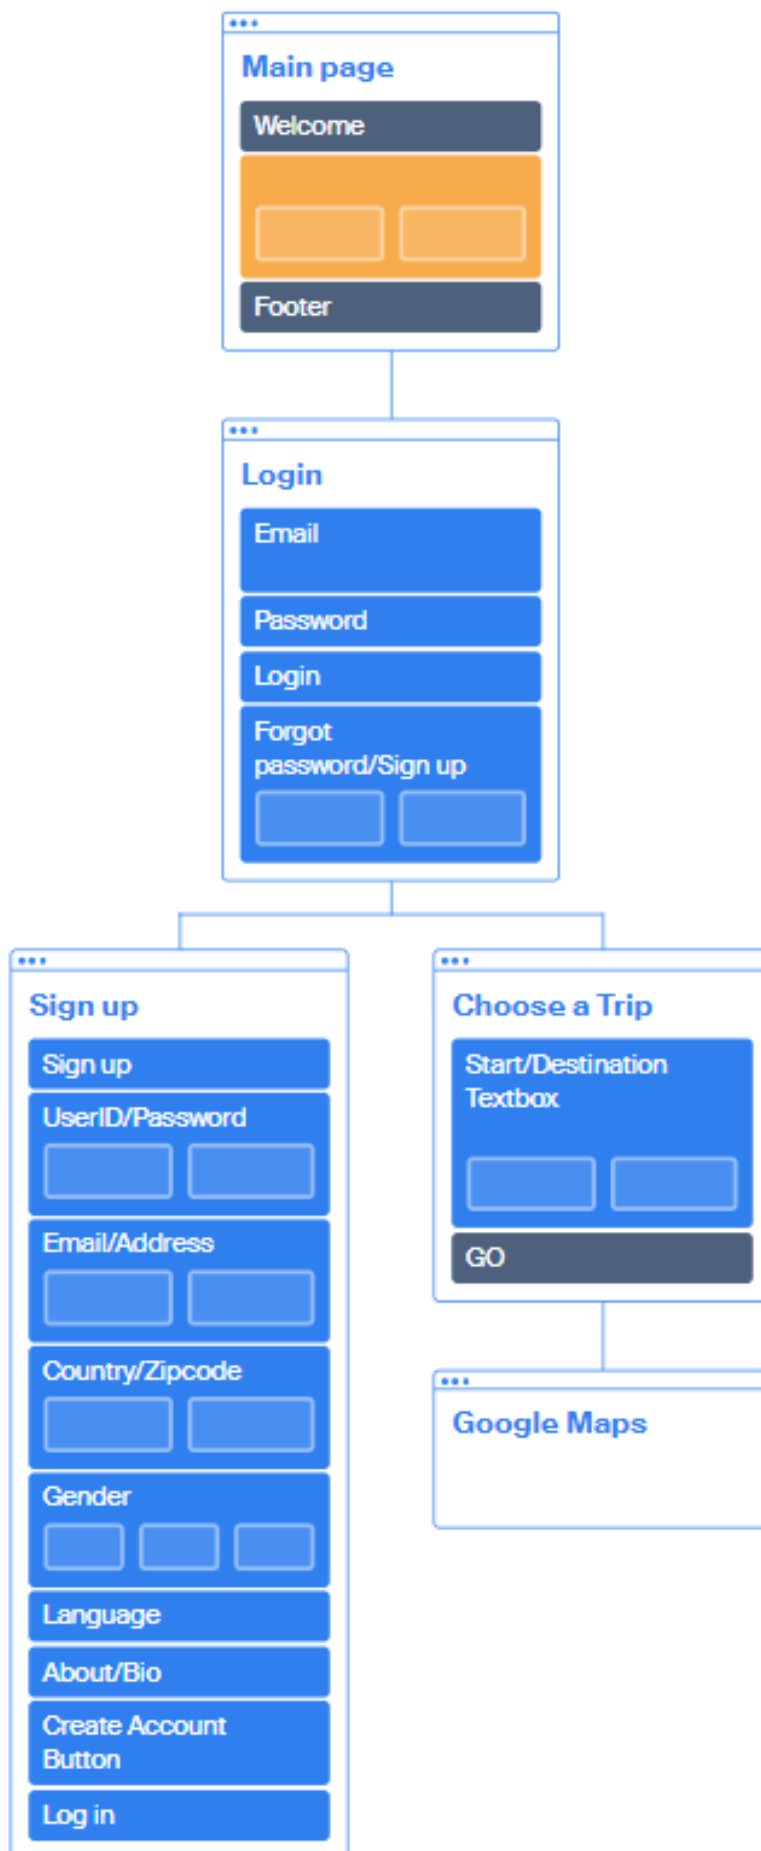 Main page
Welcome
Footer
Login
Email
Password
Login
Forgot
password/Sign up
Sign up
Sign up
UserID/Password
Email/Address
Country/Zipcode
Gender
Language
About/Bio
Create Account
Button
Log in
Choose a Trip
Start/Destination
Textbox
GO
Google Maps